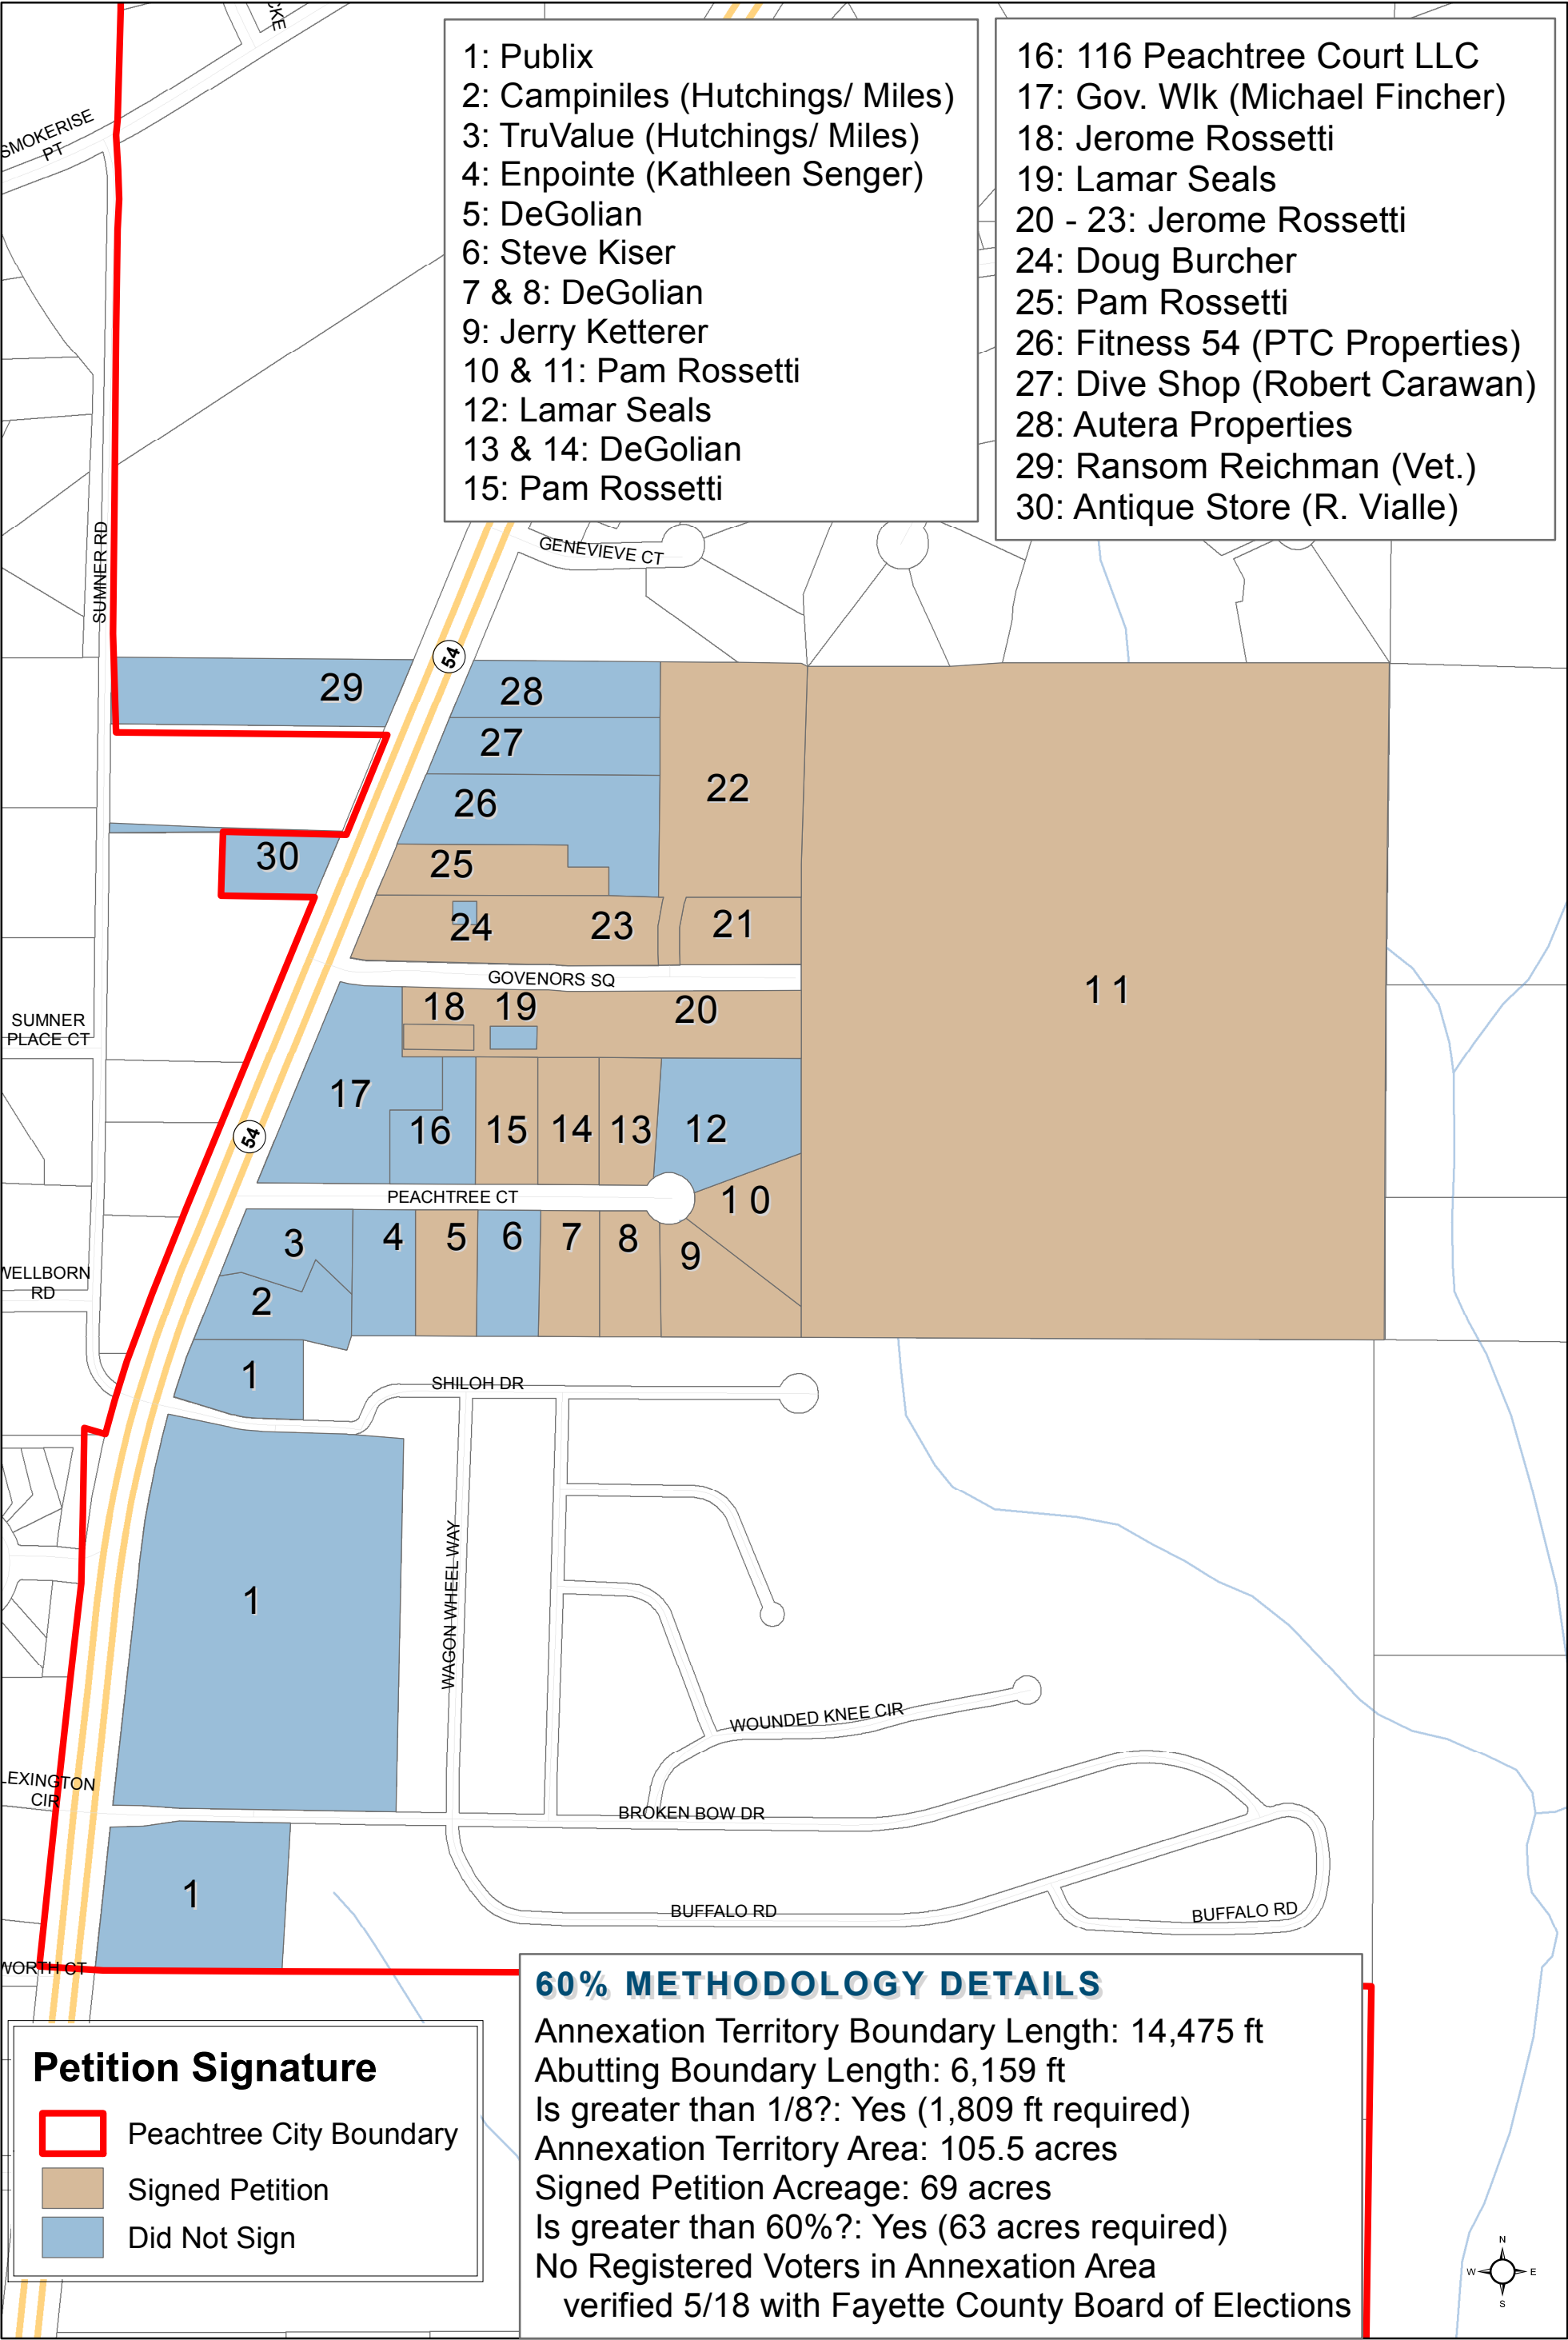 CKE
SMOKERISE
PT
1: Publix
2: Campiniles (Hutchings/ Miles)
3: TruValue (Hutchings/ Miles)
4: Enpointe (Kathleen Senger)
5: DeGolian
6: Steve Kiser
7 & 8: DeGolian
9: Jerry Ketterer
10 & 11: Pam Rossetti
12: Lamar Seals
13 & 14: DeGolian
15: Pam Rossetti
16: 116 Peachtree Court LLC
17: Gov. Wlk (Michael Fincher)
18: Jerome Rossetti
19: Lamar Seals
20 - 23: Jerome Rossetti
24: Doug Burcher
25: Pam Rossetti
26: Fitness 54 (PTC Properties)
27: Dive Shop (Robert Carawan)
28: Autera Properties
29: Ransom Reichman (Vet.)
30: Antique Store (R. Vialle)
SUMNER RD
GENEVIEVE CT
54
29
28
27
22
26
30
25
24
23
21
GOVENORS SQ
11
18
19
20
SUMNER
PLACE CT
17
54
16
15
14
13
12
PEACHTREE CT
10
3
4
5
6
7
8
9
WELLBORN
RD
2
1
SHILOH DR
1
WAGON WHEEL WAY
WOUNDED KNEE CIR
LEXINGTON
CIR
BROKEN BOW DR
1
BUFFALO RD
BUFFALO RD
WORTH CT
60% METHODOLOGY DETAILS
Annexation Territory Boundary Length: 14,475 ft
Abutting Boundary Length: 6,159 ft
Is greater than 1/8?: Yes (1,809 ft required)
Annexation Territory Area: 105.5 acres
Signed Petition Acreage: 69 acres
Is greater than 60%?: Yes (63 acres required)
No Registered Voters in Annexation Area
verified 5/18 with Fayette County Board of Elections
Petition Signature
Peachtree City Boundary
Signed Petition
Did Not Sign
N
W E
S